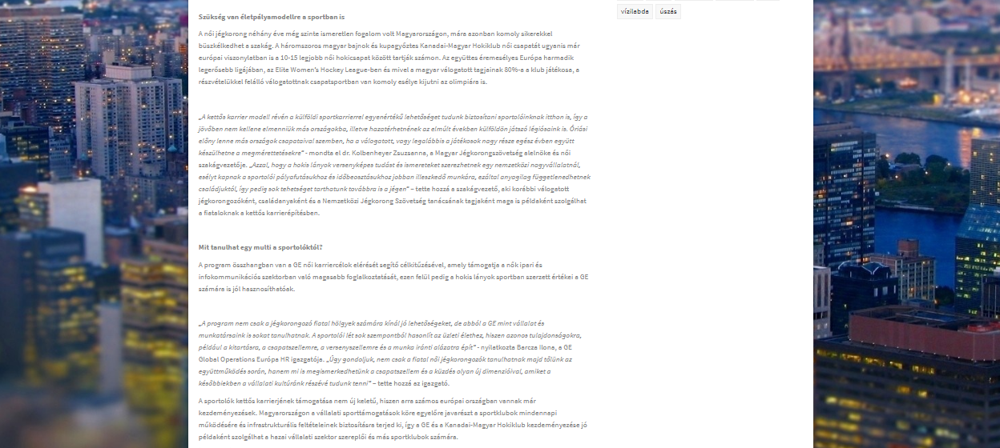 Szükség van életpályamodellre a sportban is
A női jégkorong néhány éve még szinte ismeretlen fogalom volt Magyarországon, mára azonban komoly sikerekkel
büszkélkedhet a szakág. A háromszoros magyar bajnok és kupagyőztes Kanadai-Magyar Hokiklub női csapatát ugyanis már
európai viszonylatban is a 10-15 legjobb női hokicsapat között tartják számon. Az együttes éremesélyes Európa harmadik
legerősebb ligájában, az Elite Women's Hockey League-ben és mivel a magyar válogatott tagjainak 80%-a a klub játékosa, a
részvételükkel felálló válogatottnak csapatsportban van komoly esélye kijutni az olimpiára is.
„A kettős karrier modell révén a külföldi sportkarrierrel egyenértékű lehetőséget tudunk biztosítani sportolóinknak itthon is, így a
jövőben nem kellene elmenniük más országokba, illetve hazatérhetnének az elmúlt években külföldön játszó légiósaink is. Óriási
előny lenne más országok csapataival szemben, ha a válogatott, vagy legalábbis a játékosok nagy része egész évben együtt
készülhetne a megmérettetésekre” - mondta el dr. Kolbenheyer Zsuzsanna, a Magyar Jégkorongszövetség alelnöke és női
szakágvezetője. „Azzal, hogy a hokis lányok versenyképes tudást és ismereteket szerezhetnek egy nemzetközi nagyvállalatnál,
esélyt kapnak a sportolói pályafutásukhoz és időbeosztásukhoz jobban illeszkedő munkára, ezáltal anyagilag függetlenedhetnek
családjuktól, így pedig sok tehetséget tarthatunk továbbra is a jégen” – tette hozzá a szakágvezető, aki korábbi válogatott
jégkorongozóként, családanyaként és a Nemzetközi Jégkorong Szövetség tanácsának tagjaként maga is példaként szolgálhat
a fiataloknak a kettős karrierépítésben.
Mit tanulhat egy multi a sportolóktól?
A program összhangban van a GE női karriercélok elérését segítő célkitűzésével, amely támogatja a nők ipari és
infokommunikációs szektorban való magasabb foglalkoztatását, ezen felül pedig a hokis lányok sportban szerzett értékei a GE
számára is jól hasznosíthatóak.
„A program nem csak a jégkorongozó fiatal hölgyek számára kínál jó lehetőségeket, de abból a GE mint vállalat és
munkatársaink is sokat tanulhatnak. A sportolói lét sok szempontból hasonlít az üzleti élethez, hiszen azonos tulajdonságokra,
például a kitartásra, a csapatszellemre, a versenyszellemre és a munka iránti alázatra épít” - nyilatkozta Barcza Ilona, a GE
Global Operations Európa HR igazgatója. „Úgy gondoljuk, nem csak a fiatal női jégkorongozók tanulhatnak majd tőlünk az
együttműködés során, hanem mi is megismerkedhetünk a csapatszellem és a küzdés olyan új dimenzióival, amiket a
későbbiekben a vállalati kultúránk részévé tudunk tenni” – tette hozzá az igazgató.
A sportolók kettős karrierjének támogatása nem új keletű, hiszen arra számos európai országban vannak már
kezdeményezések. Magyarországon a vállalati sporttámogatások köre egyelőre javarészt a sportklubok mindennapi
működésére és infrastrukturális feltételeinek biztosításra terjed ki, így a GE és a Kanadai-Magyar Hokiklub kezdeményezése jó
példaként szolgálhat a hazai vállalati szektor szereplői és más sportklubok számára.
vízilabda
úszás